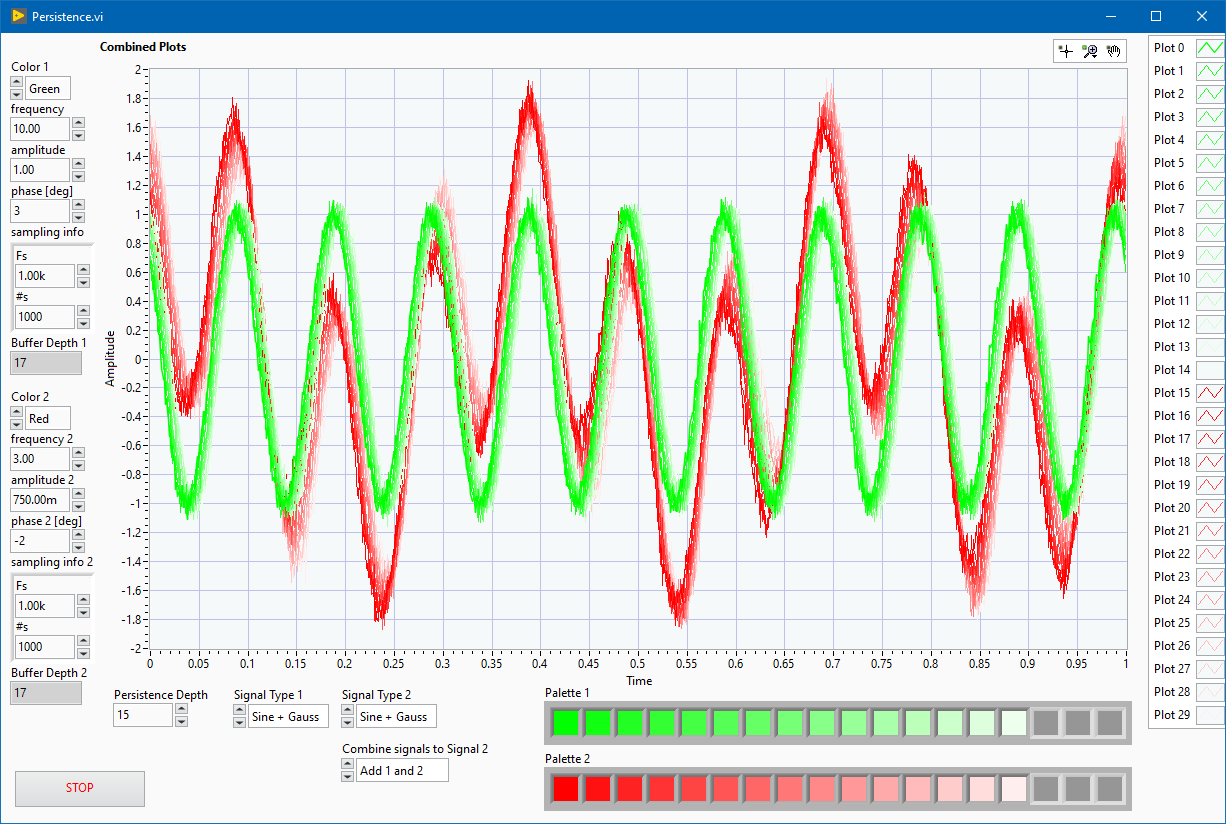 Persistence.vi
Combined Plots
Color 1
Green
frequency
10.00
amplitude
1.00
phase [deg]
3
sampling info
Fs
1.00k
#s
1000
Buffer Depth 1
17
Color 2
Red
frequency 2
3.00
amplitude 2
750.00m
phase 2 [deg]
-2
sampling info 2
Fs
1.00k
#s
1000
Buffer Depth 2
17
STOP
Amplitude
2
1.8
1.6
1.4
1.2
1
0.8
0.6
0.4
0.2
0
-0.2
-0.4
-0.6
-0.8
-1
-1.2
-1.4
-1.6
-1.8
-2
0 0.05 0.1 0.15 0.2 0.25 0.3 0.35 0.4 0.45 0.5 0.55 0.6 0.65 0.7 0.75 0.8 0.85 0.9 0.95 1
Time
Plot 0
Plot 1
Plot 2
Plot 3
Plot 4
Plot 5
Plot 6
Plot 7
Plot 8
Plot 9
Plot 10
Plot 11
Plot 12
Plot 13
Plot 14
Plot 15
Plot 16
Plot 17
Plot 18
Plot 19
Plot 20
Plot 21
Plot 22
Plot 23
Plot 24
Plot 25
Plot 26
Plot 27
Plot 28
Plot 29
Persistence Depth
15
Signal Type 1
Sine + Gauss
Signal Type 2
Sine + Gauss
Combine signals to Signal 2
Add 1 and 2
Palette 1
Palette 2